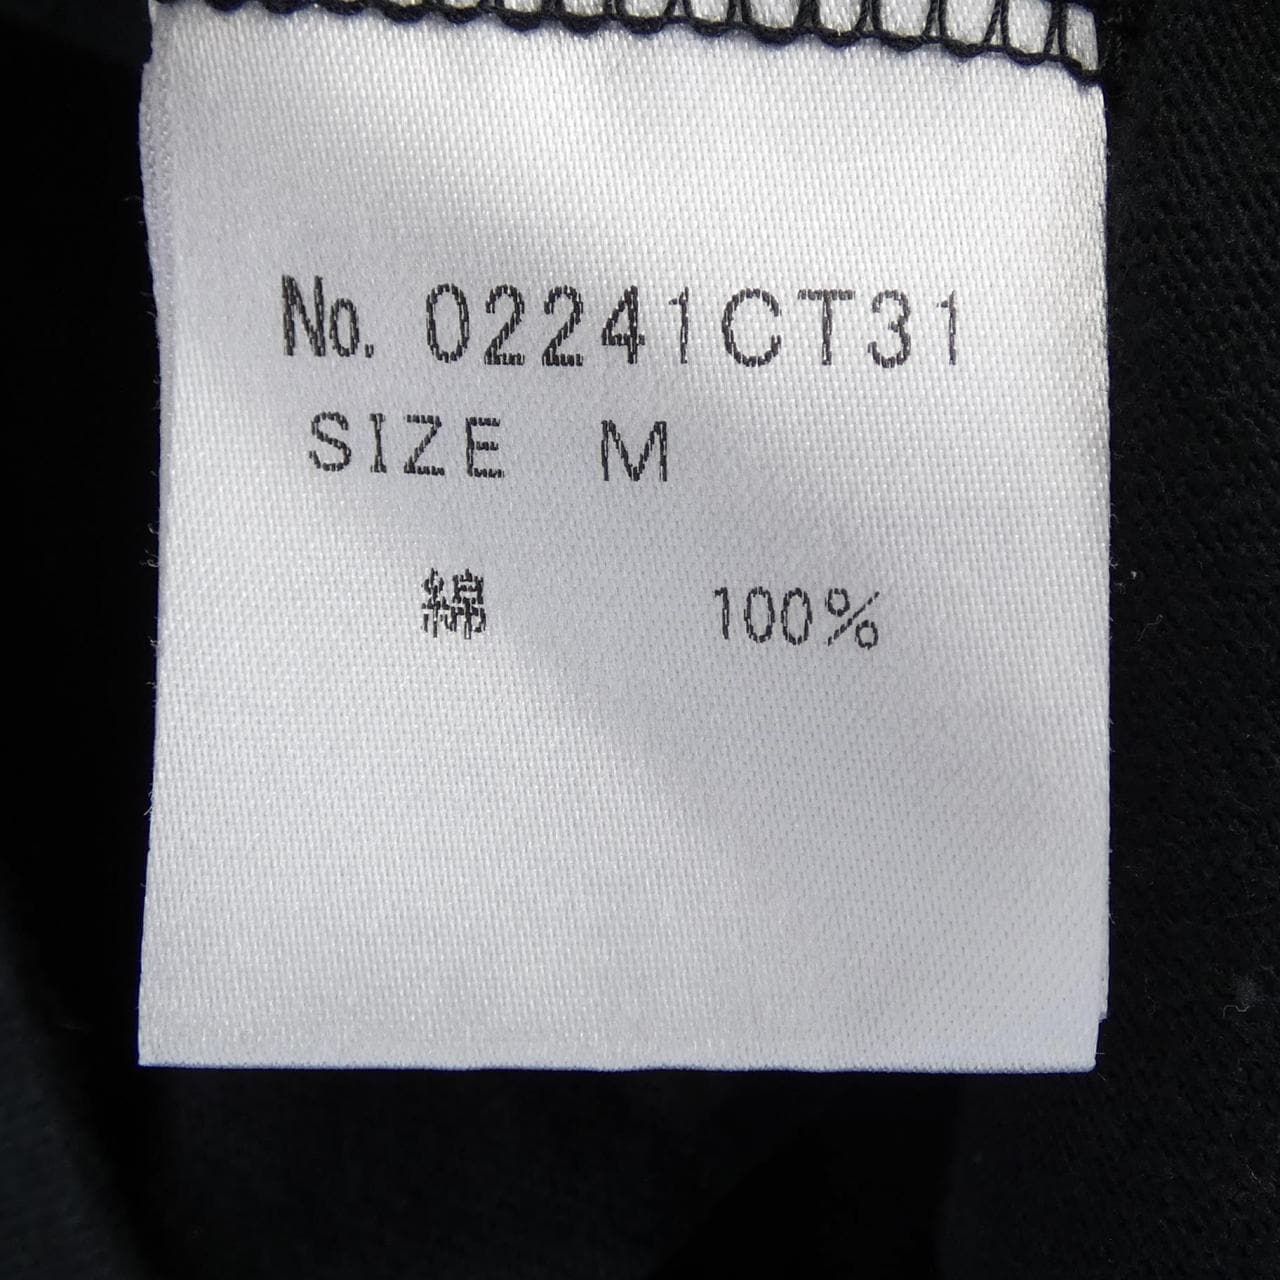 No. 02241CT31
SIZE M
綿 100%